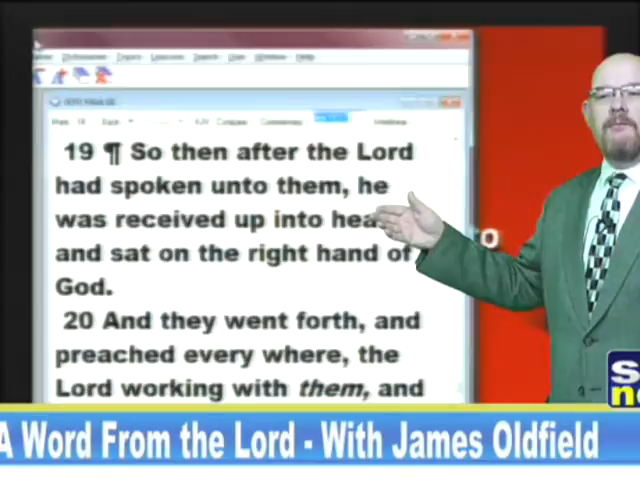 19 ¶ So then after the Lord
had spoken unto them, he
was received up into hea
and sat on the right hand of
God.
20 And they went forth, and
preached every where, the
Lord working with them, and
A Word From the Lord - With James Oldfield